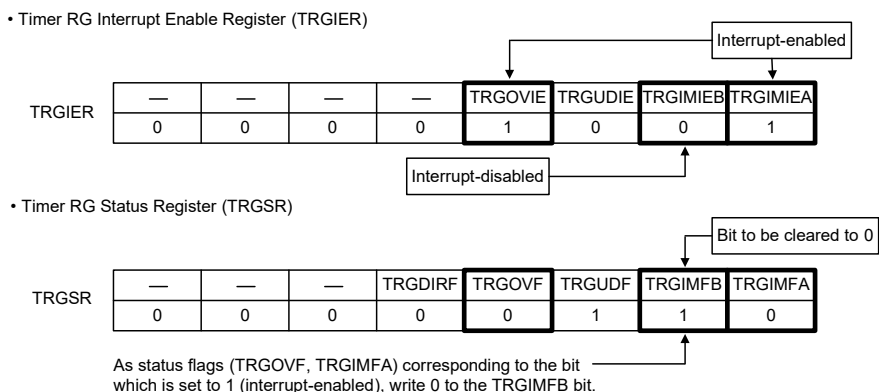 • Timer RG Interrupt Enable Register (TRGIER)
Interrupt-enabled
TRGIER — — — — TRGOVIE TRGUDIE TRGIMIEB TRGIMIEA
0 0 0 0 1 0 0 1
Interrupt-disabled
• Timer RG Status Register (TRGSR)
Bit to be cleared to 0
TRGSR — — — TRGDIRF TRGOVF TRGUDF TRGIMFB TRGIMFA
0 0 0 0 0 1 1 0
As status flags (TRGOVF, TRGIMFA) corresponding to the bit
which is set to 1 (interrupt-enabled), write 0 to the TRGIMFB bit.